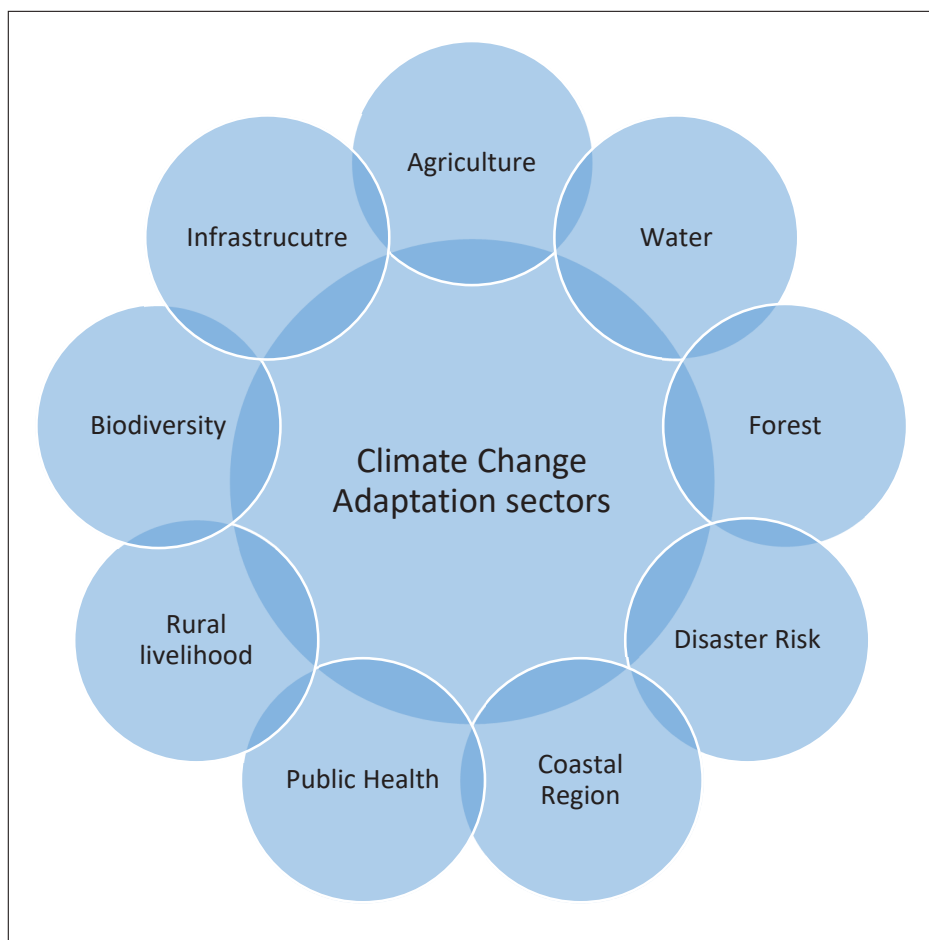 Agriculture
Infrastrucutre
Water
Biodiversity
Forest
Climate Change
Adaptation sectors
Rural
livelihood
Disaster Risk
Public Health
Coastal
Region